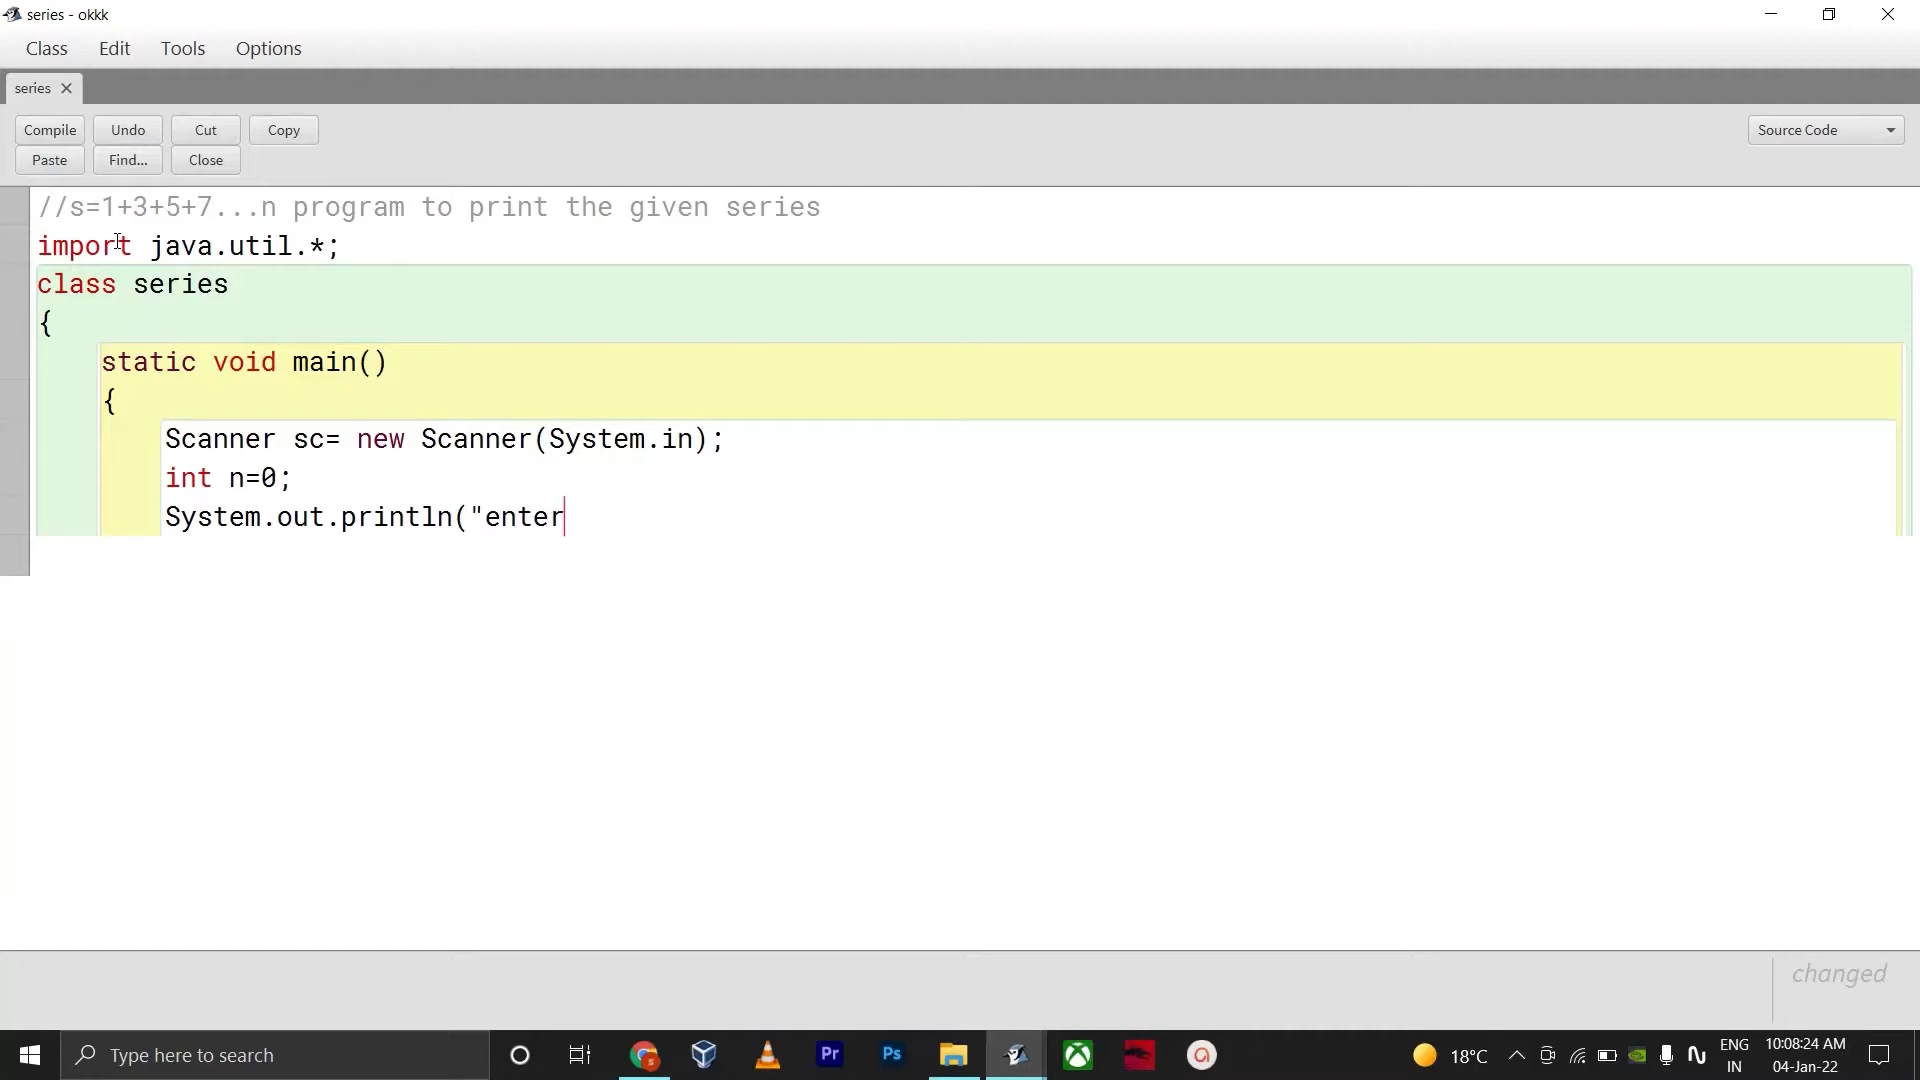 series - okkk
Class Edit Tools Options
series
Compile Undo Cut Copy Source Code
Paste Find... Close
//s=1+3+5+7...n program to print the given series
import java.util.*;
class series
{
static void main()
{
Scanner sc= new Scanner(System.in);
int n=0;
System.out.println("enter
changed
Type here to search
Pr
Ps
18°C
ENG
IN
10:08:24 AM
04-Jan-22